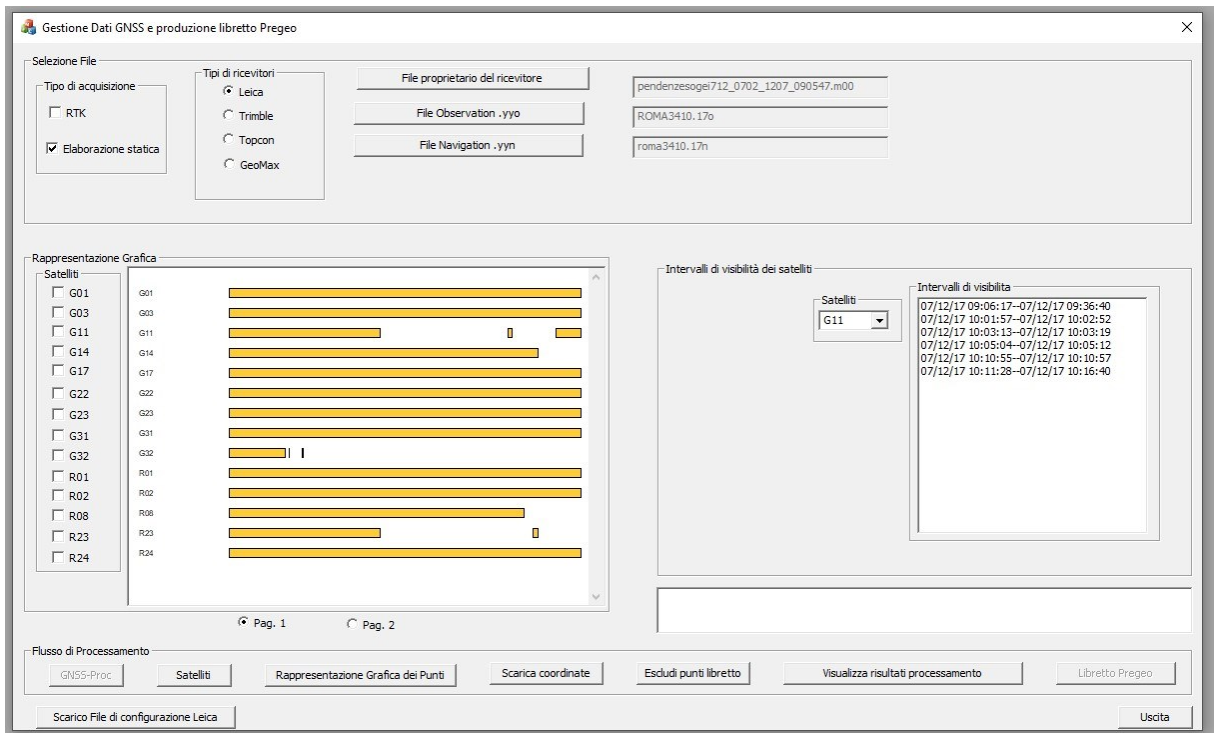 Gestione Dati GNSS e produzione libretto Pregeo
Selezione File
Tipo di acquisizione
RTK
Elaborazione statica
Tipi di ricevitori
Leica
Trimble
Topcon
GeoMax
File proprietario del ricevitore
pendenzesogei712_0702_1207_090547.m00
File Observation .yyo
ROMA3410.17o
File Navigation .yyn
roma3410.17n
Rappresentazione Grafica
Satelliti
G01
G03
G11
G14
G17
G22
G23
G31
G32
R01
R02
R08
R23
R24
G01
G03
G11
G14
G17
G22
G23
G31
G32
R01
R02
R08
R23
R24
Pag. 1
Pag. 2
Intervalli di visibilità dei satelliti
Satelliti
G11
Intervalli di visibilita
07/12/17 09:06:17--07/12/17 09:36:40
07/12/17 10:01:57--07/12/17 10:02:52
07/12/17 10:03:13--07/12/17 10:03:19
07/12/17 10:05:04--07/12/17 10:05:12
07/12/17 10:10:55--07/12/17 10:10:57
07/12/17 10:11:28--07/12/17 10:16:40
Flusso di Processamento
GNSS-Proc
Satelliti
Rappresentazione Grafica dei Punti
Scarica coordinate
Escludi punti libretto
Visualizza risultati processamento
Libretto Pregeo
Scarico File di configurazione Leica
Uscita